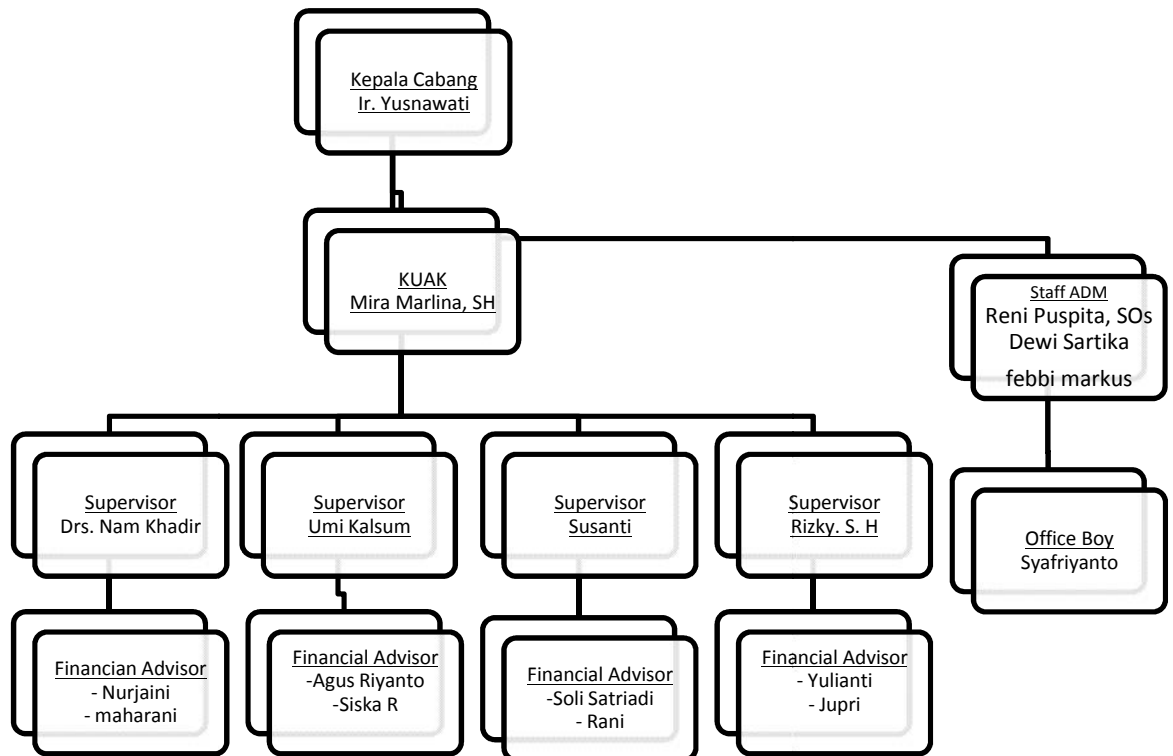 Kepala Cabang
Ir. Yusnawati
KUAK
Mira Marlina, SH
Staff ADM
Reni Puspita, SOs
Dewi Sartika
febbi markus
Supervisor
Drs. Nam Khadir
Supervisor
Umi Kalsum
Supervisor
Susanti
Supervisor
Rizky. S. H
Office Boy
Syafriyanto
Financian Advisor
- Nurjaini
- maharani
Financial Advisor
-Agus Riyanto
-Siska R
Financial Advisor
-Soli Satriadi
- Rani
Financial Advisor
- Yulianti
- Jupri